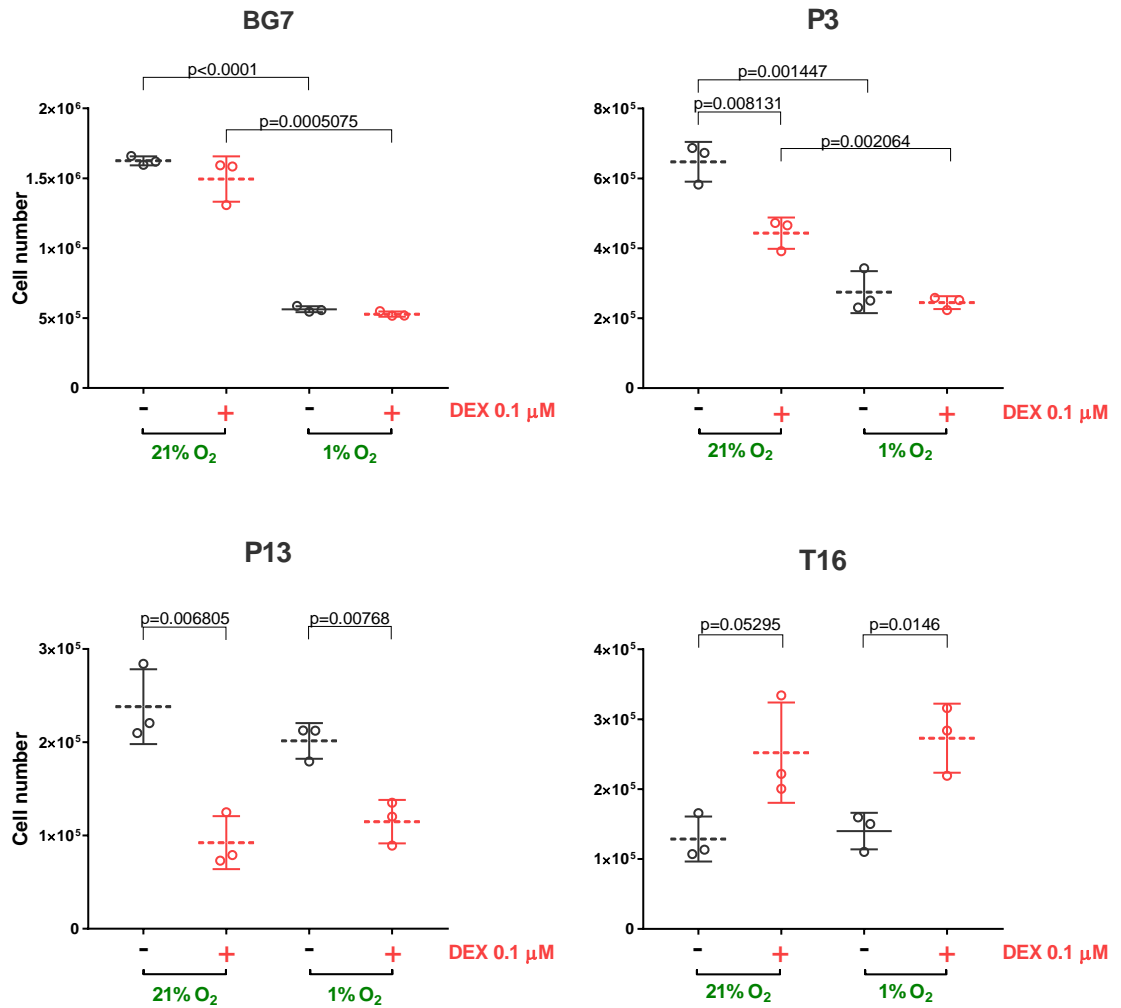 BG7
p<0.0001
p=0.0005075
Cell number
2×10⁶
1.5×10⁶
1×10⁶
5×10⁵
0
- + - + DEX 0.1 μM
21% O₂ 1% O₂
P3
p=0.001447
p=0.008131
p=0.002064
8×10⁵
6×10⁵
4×10⁵
2×10⁵
0
- + - + DEX 0.1 μM
21% O₂ 1% O₂
P13
p=0.006805 p=0.00768
Cell number
3×10⁵
2×10⁵
1×10⁵
0
- + - + DEX 0.1 μM
21% O₂ 1% O₂
T16
p=0.05295 p=0.0146
4×10⁵
3×10⁵
2×10⁵
1×10⁵
0
- + - + DEX 0.1 μM
21% O₂ 1% O₂